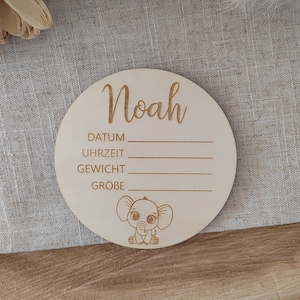 Noah
DATUM
UHRZEIT
GEWICHT
GRÖßE